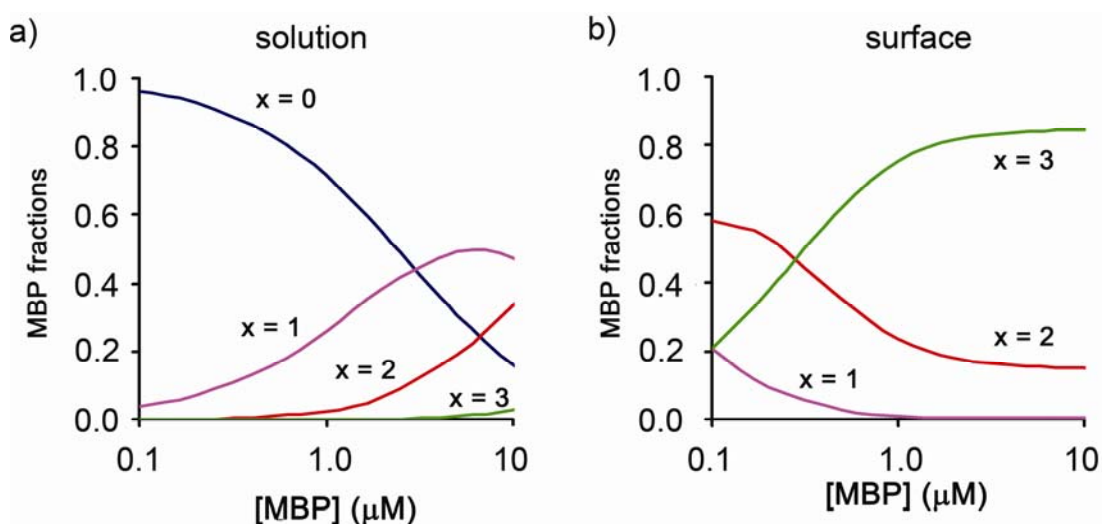 a)
solution
MBP fractions
1.0
0.8
0.6
0.4
0.2
0.0
x = 0
x = 1
x = 2
x = 3
0.1
1.0
10
[MBP] (μM)
b)
surface
MBP fractions
1.0
0.8
0.6
0.4
0.2
0.0
x = 3
x = 2
x = 1
0.1
1.0
10
[MBP] (μM)